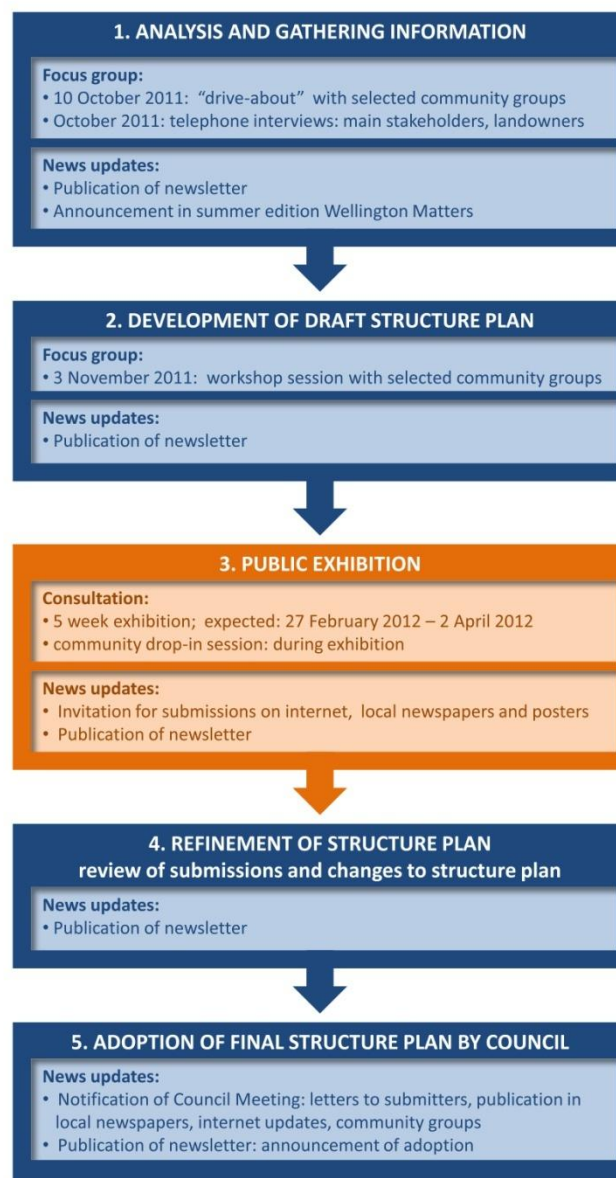 1. ANALYSIS AND GATHERING INFORMATION
Focus group:
• 10 October 2011: “drive-about” with selected community groups
• October 2011: telephone interviews: main stakeholders, landowners
News updates:
• Publication of newsletter
• Announcement in summer edition Wellington Matters
2. DEVELOPMENT OF DRAFT STRUCTURE PLAN
Focus group:
• 3 November 2011: workshop session with selected community groups
News updates:
• Publication of newsletter
3. PUBLIC EXHIBITION
Consultation:
• 5 week exhibition; expected: 27 February 2012 – 2 April 2012
• community drop-in session: during exhibition
News updates:
• Invitation for submissions on internet, local newspapers and posters
• Publication of newsletter
4. REFINEMENT OF STRUCTURE PLAN
review of submissions and changes to structure plan
News updates:
• Publication of newsletter
5. ADOPTION OF FINAL STRUCTURE PLAN BY COUNCIL
News updates:
• Notification of Council Meeting: letters to submitters, publication in
local newspapers, internet updates, community groups
• Publication of newsletter: announcement of adoption